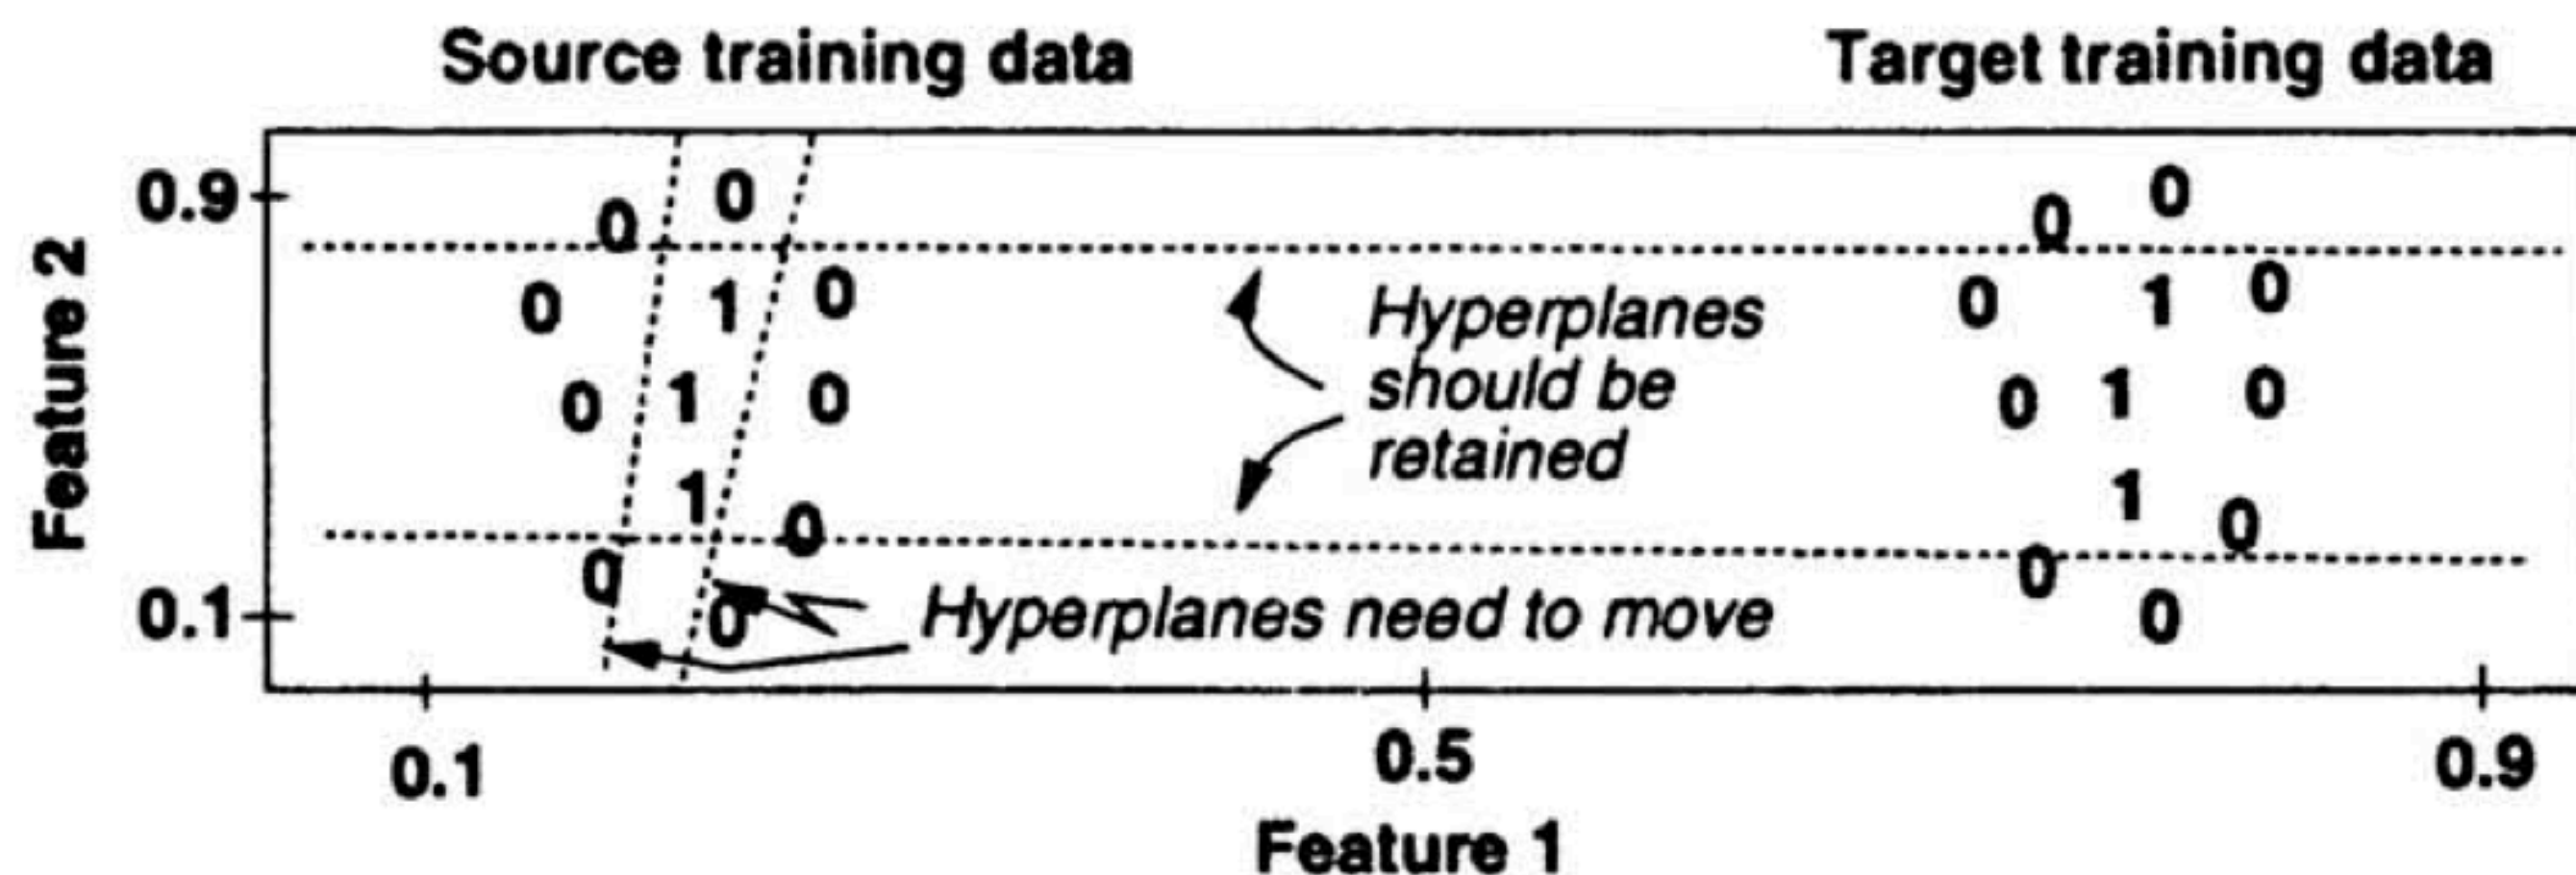 Source training data
Target training data
0.9
0 0 0 0
0 1 0 0 1 0
Hyperplanes
should be
retained
0 1 0 0 1 0
1 0 1 0
0 0
0 0
Hyperplanes need to move
0.1
Feature 2
0.1 0.5 0.9
Feature 1